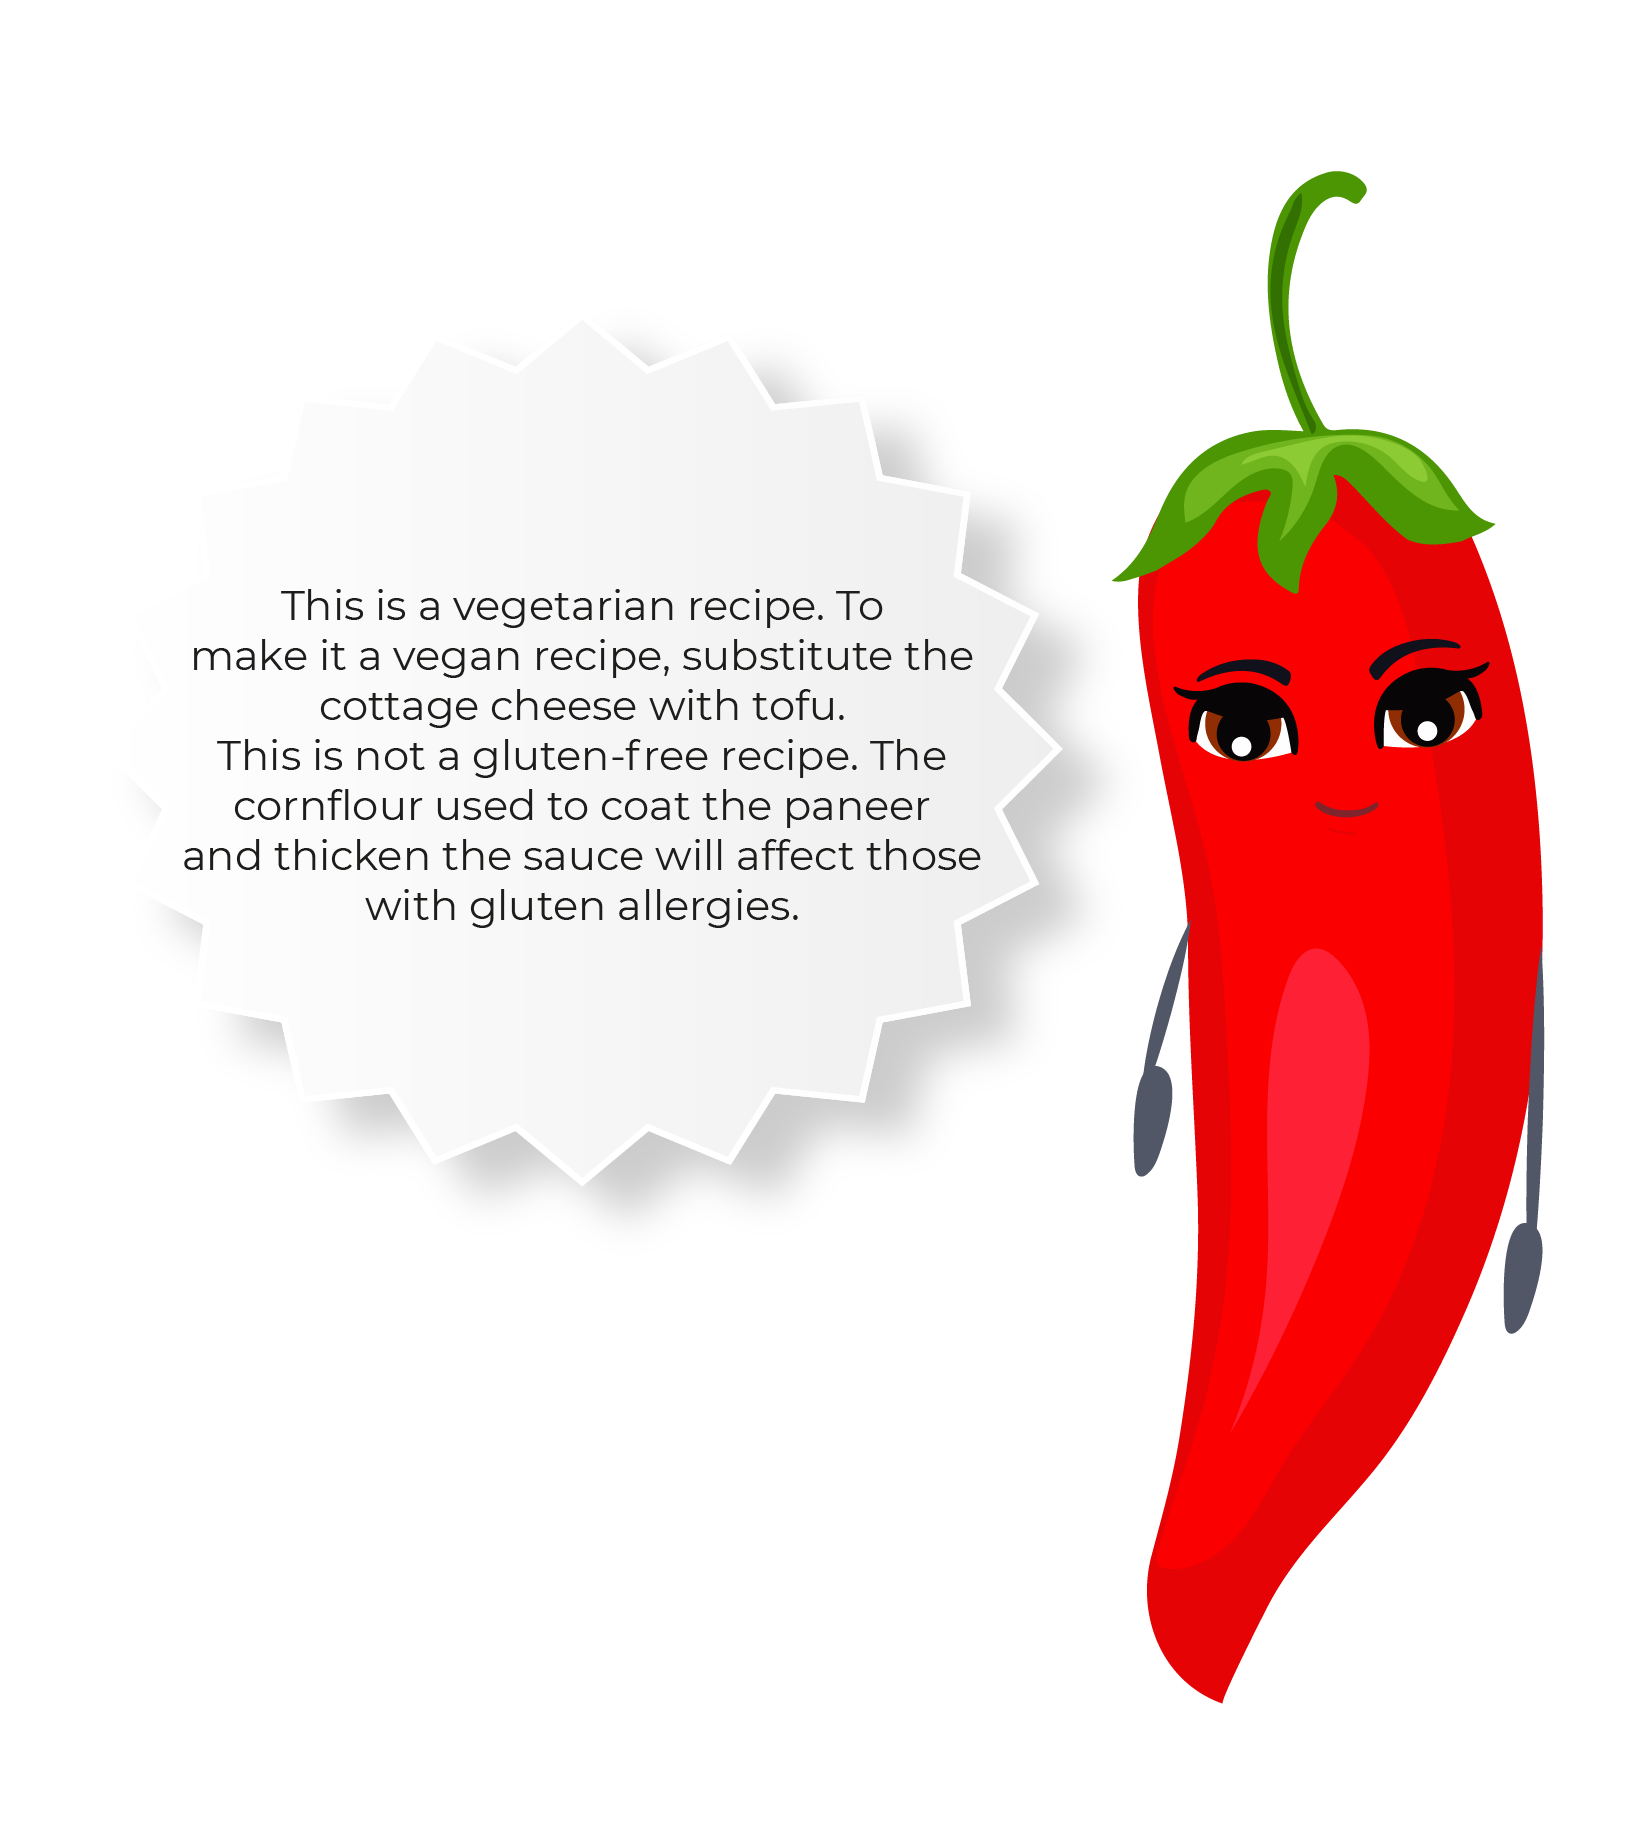 This is a vegetarian recipe. To
make it a vegan recipe, substitute the
cottage cheese with tofu.
This is not a gluten-free recipe. The
cornflour used to coat the paneer
and thicken the sauce will affect those
with gluten allergies.